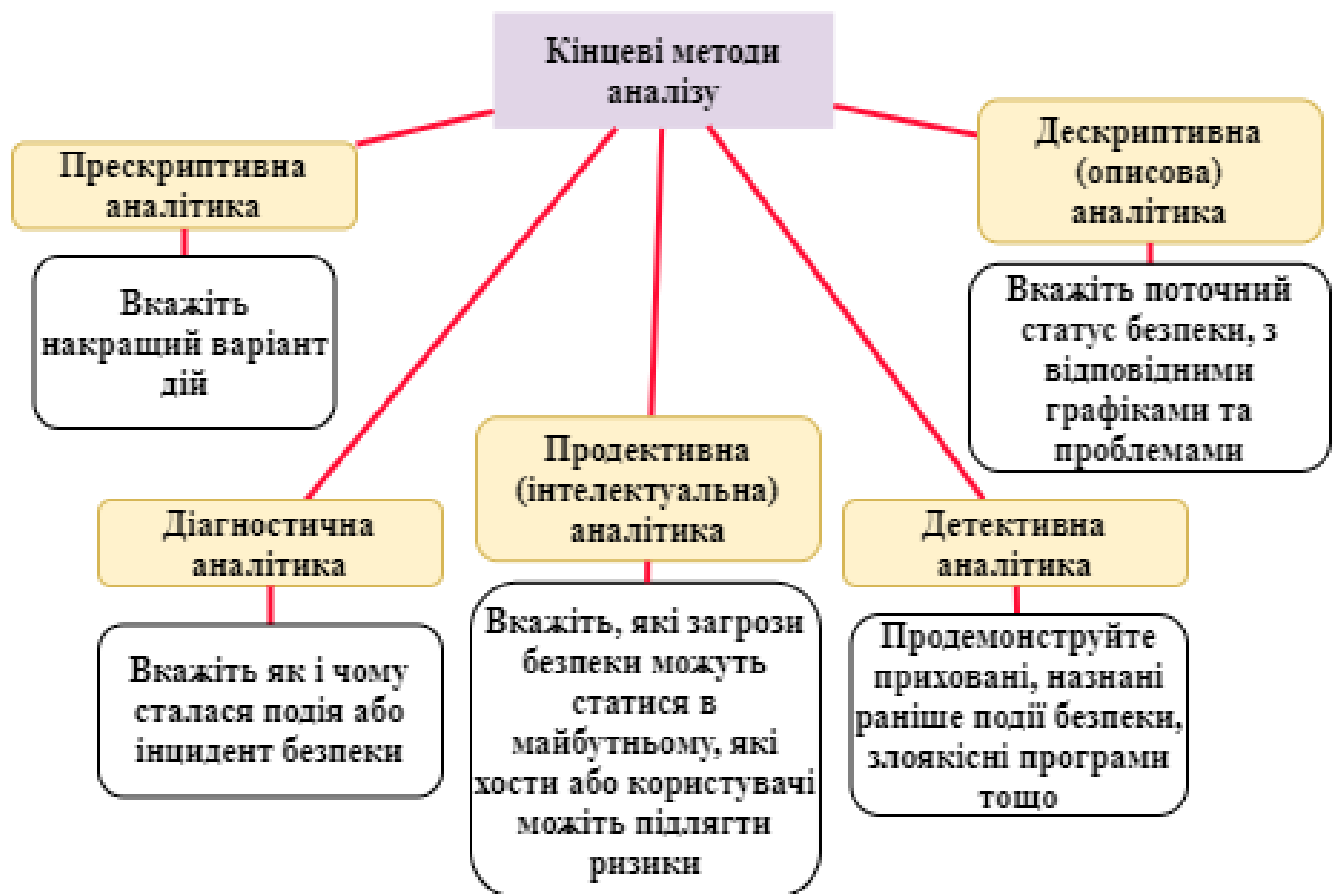 Кінцеві методи
аналізу
Прескриптивна
аналітика
Вкажіть
накращий варіант
дій
Дескриптивна
(описова)
аналітика
Вкажіть поточний
статус безпеки, з
відповідними
графіками та
проблемами
Діагностична
аналітика
Вкажіть як і чому
сталася подія або
інцидент безпеки
Продективна
(інтелектуальна)
аналітика
Вкажіть, які загрози
безпеки можуть
статися в
майбутньому, які
хости або користувачі
можіть підлягти
ризики
Детективна
аналітика
Продемонструйте
приховані, назнані
раніше події безпеки,
злоякісні програми
тощо